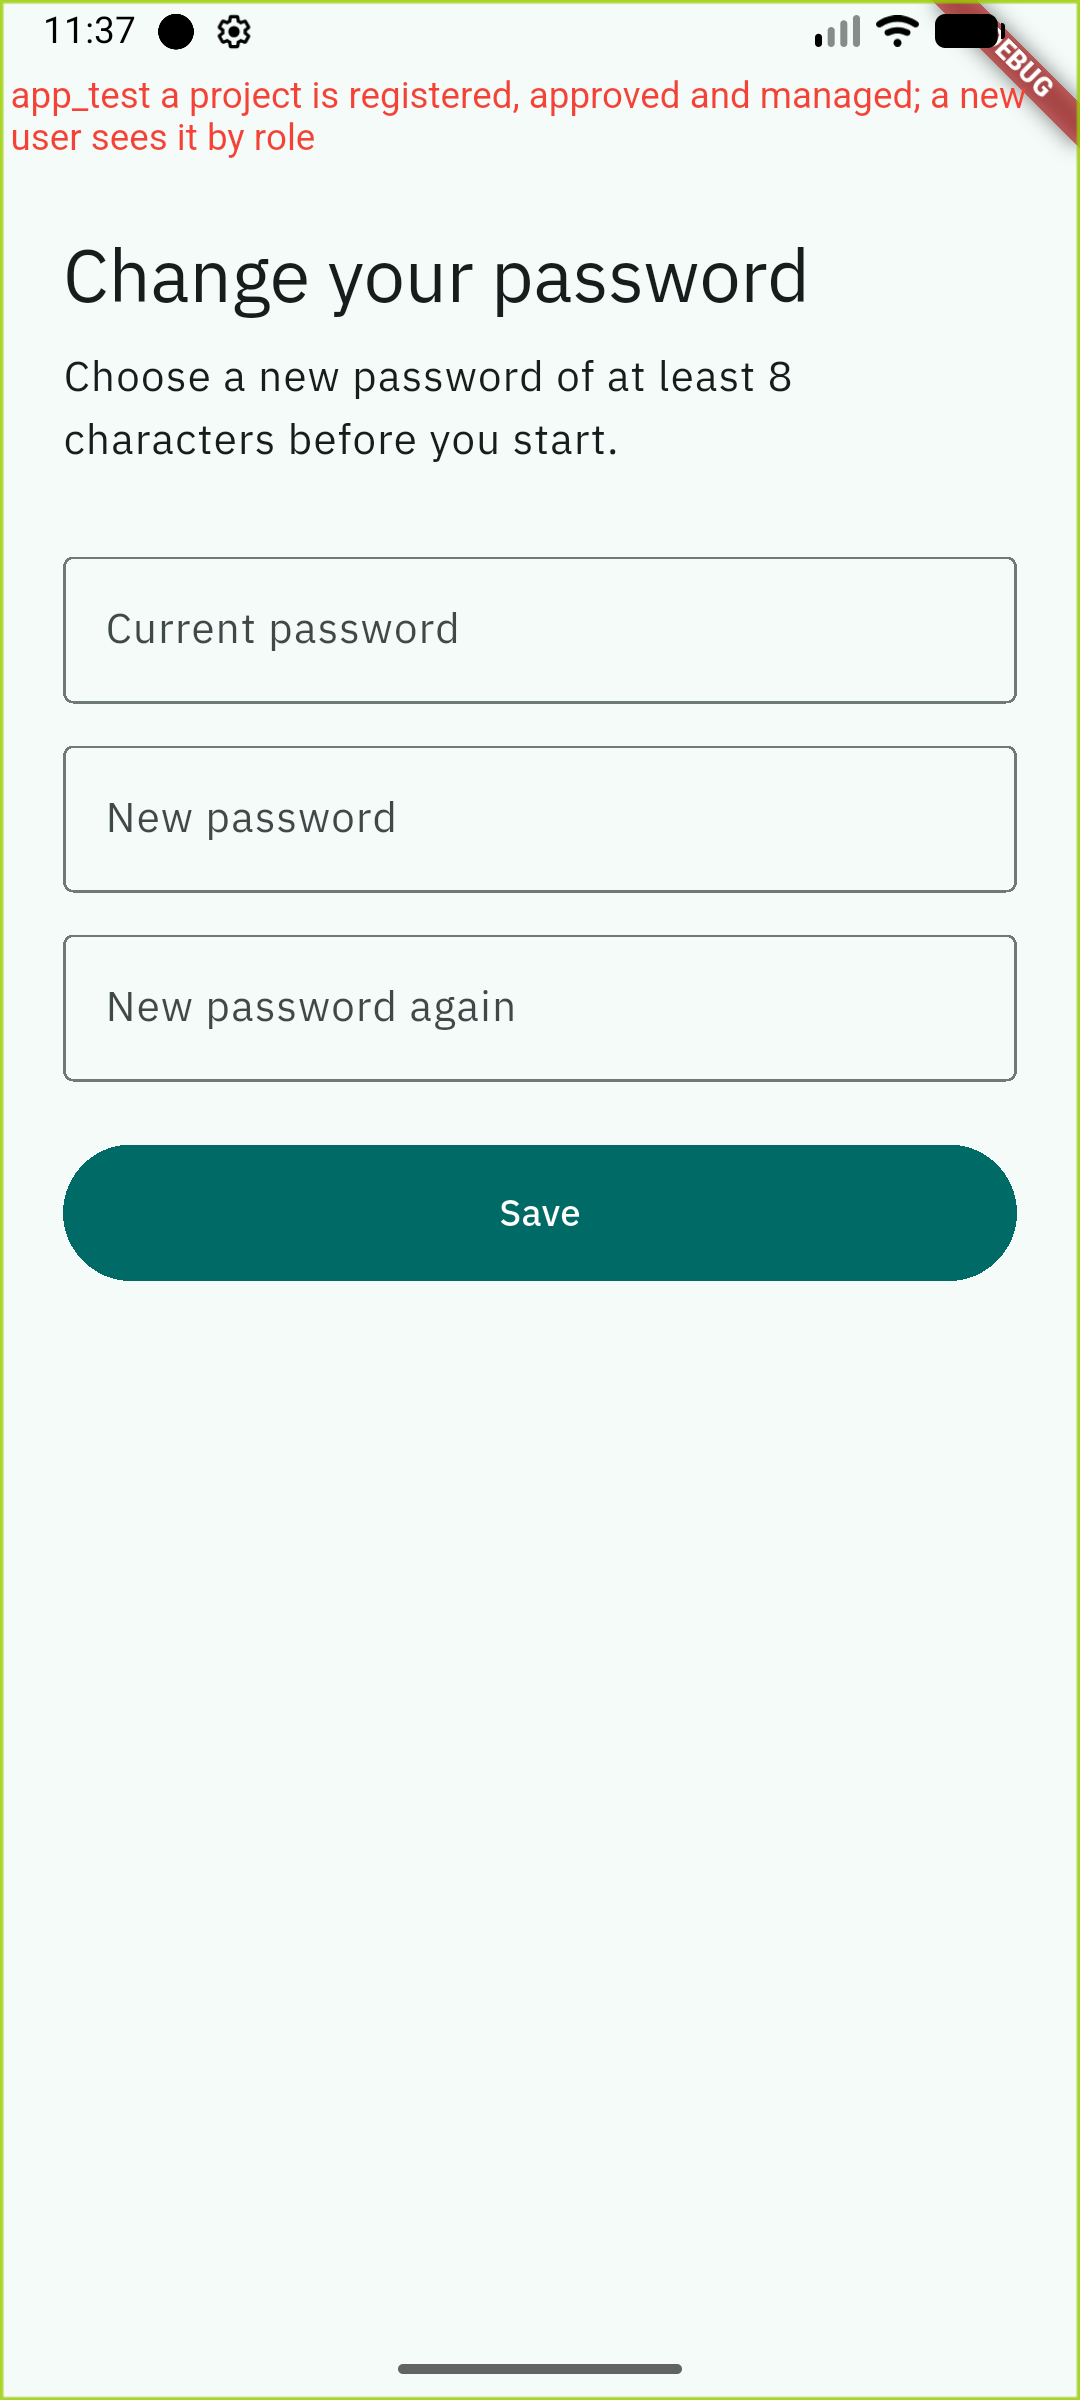 11:37
EBUG
app_test a project is registered, approved and managed; a new
user sees it by role
Change your password
Choose a new password of at least 8
characters before you start.
Current password
New password
New password again
Save